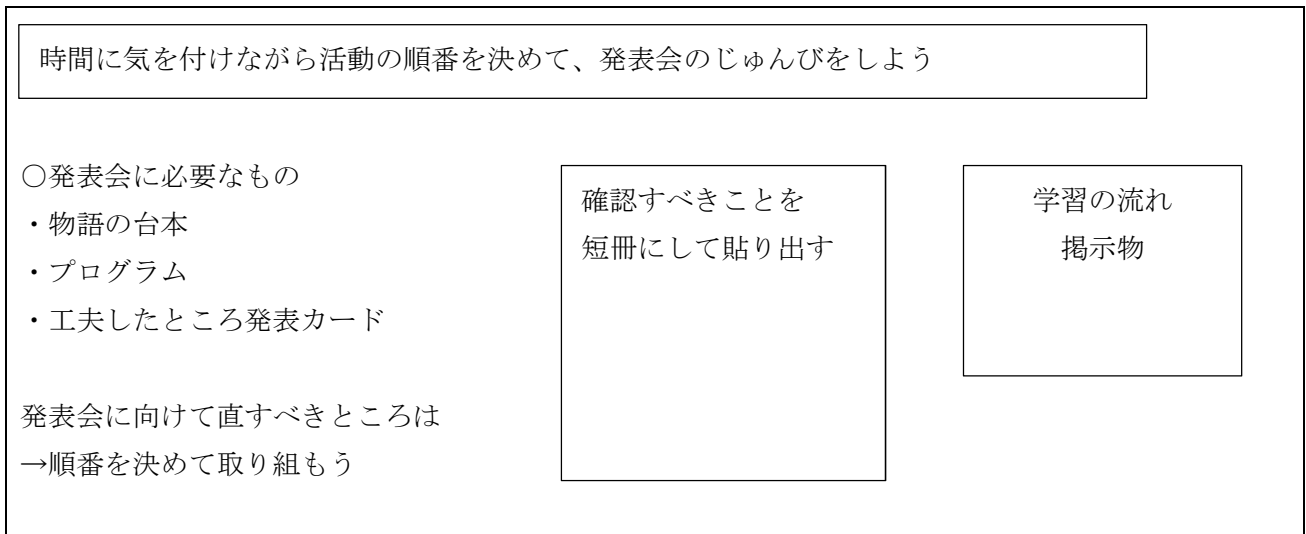 時間に気を付けながら活動の順番を決めて、発表会のじゅんびをしよう
○発表会に必要なもの
・物語の台本
・プログラム
・工夫したところ発表カード
発表会に向けて直すべきところは
→順番を決めて取り組もう
確認すべきことを
短冊にして貼り出す
学習の流れ
掲示物